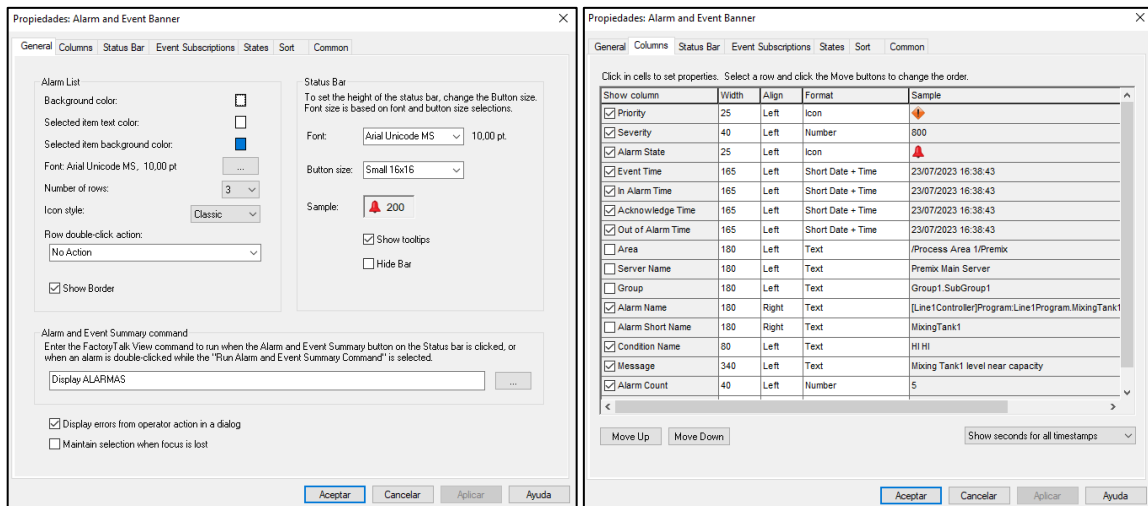 Propiedades: Alarm and Event Banner
General Columns Status Bar Event Subscriptions States Sort Common
Alarm List
Background color:
Selected item text color:
Selected item background color:
Font: Arial Unicode MS, 10,00 pt ...
Number of rows: 3
Icon style: Classic
Row double-click action:
No Action
Show Border
Status Bar
To set the height of the status bar, change the Button size.
Font size is based on font and button size selections.
Font: Arial Unicode MS 10,00 pt.
Button size: Small 16x16
Sample: 200
Show tooltips
Hide Bar
Alarm and Event Summary command
Enter the FactoryTalk View command to run when the Alarm and Event Summary button on the Status bar is clicked, or
when an alarm is double-clicked while the "Run Alarm and Event Summary Command" is selected.
Display ALARMAS ...
Display errors from operator action in a dialog
Maintain selection when focus is lost
Aceptar Cancelar Aplicar Ayuda
Propiedades: Alarm and Event Banner
General Columns Status Bar Event Subscriptions States Sort Common
Click in cells to set properties. Select a row and click the Move buttons to change the order.
Show column Width Align Format Sample
Priority 25 Left Icon
Severity 40 Left Number 800
Alarm State 25 Left Icon
Event Time 165 Left Short Date + Time 23/07/2023 16:38:43
In Alarm Time 165 Left Short Date + Time 23/07/2023 16:38:43
Acknowledge Time 165 Left Short Date + Time 23/07/2023 16:38:43
Out of Alarm Time 165 Left Short Date + Time 23/07/2023 16:38:43
Area 180 Left Text /Process Area 1/Premix
Server Name 180 Left Text Premix Main Server
Group 180 Left Text Group1.SubGroup1
Alarm Name 180 Right Text [Line1Controller]Program:Line1Program.MixingTank1
Alarm Short Name 180 Right Text MixingTank1
Condition Name 80 Left Text HI HI
Message 340 Left Text Mixing Tank1 level near capacity
Alarm Count 40 Left Number 5
Move Up Move Down Show seconds for all timestamps
Aceptar Cancelar Aplicar Ayuda